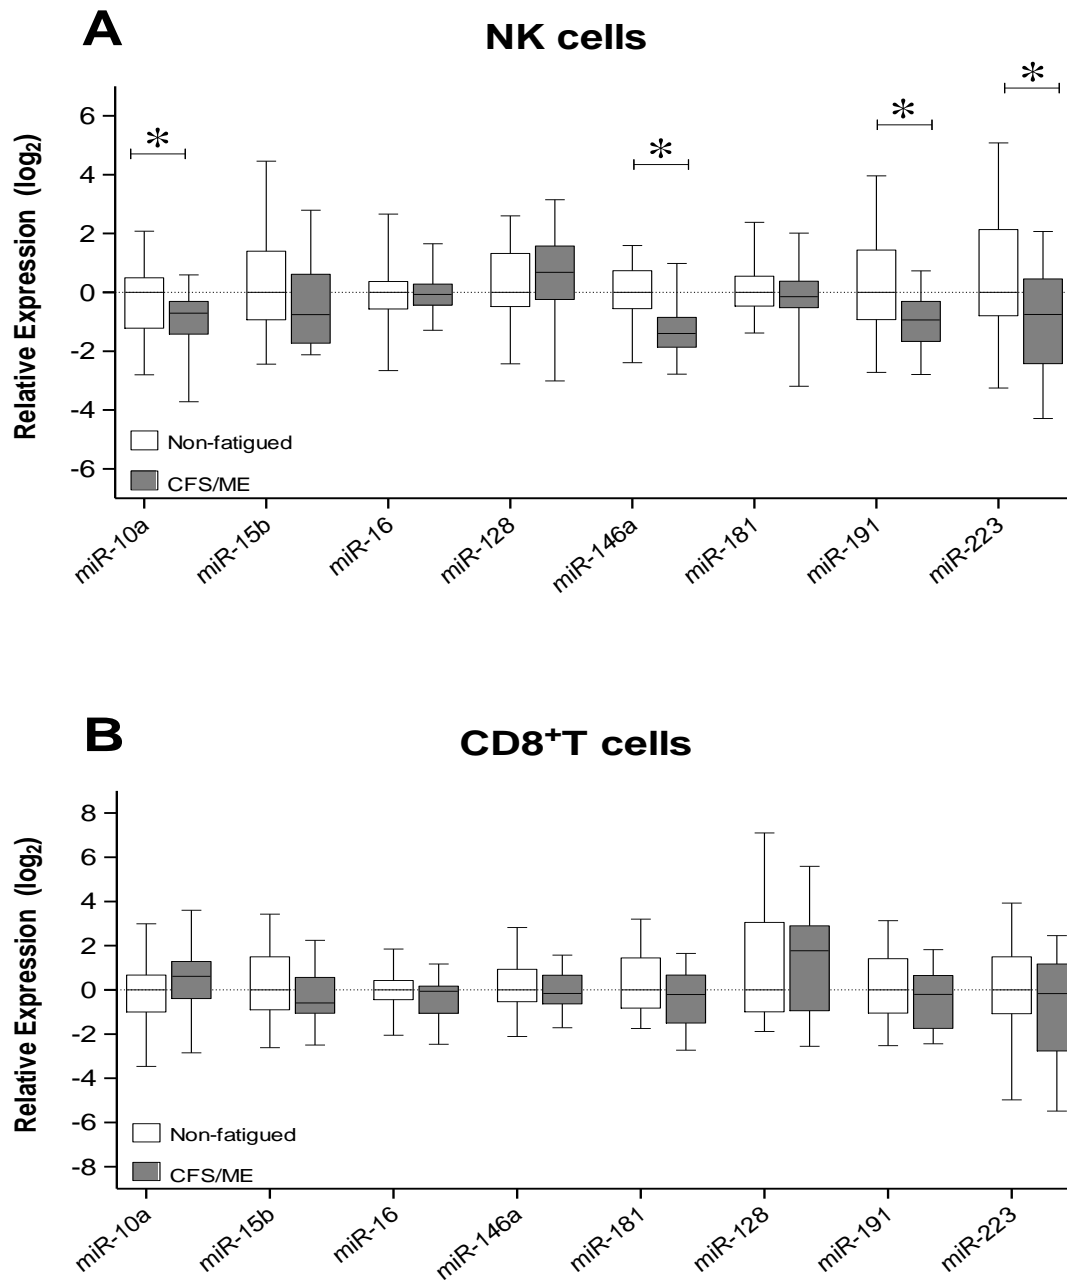 A
NK cells
Relative Expression (log₂)
6
4
2
0
-2
-4
-6
*
*
*
*
Non-fatigued
CFS/ME
miR-10a
miR-15b
miR-16
miR-128
miR-146a
miR-181
miR-191
miR-223
B
CD8⁺T cells
Relative Expression (log₂)
8
6
4
2
0
-2
-4
-6
-8
Non-fatigued
CFS/ME
miR-10a
miR-15b
miR-16
miR-146a
miR-181
miR-128
miR-191
miR-223